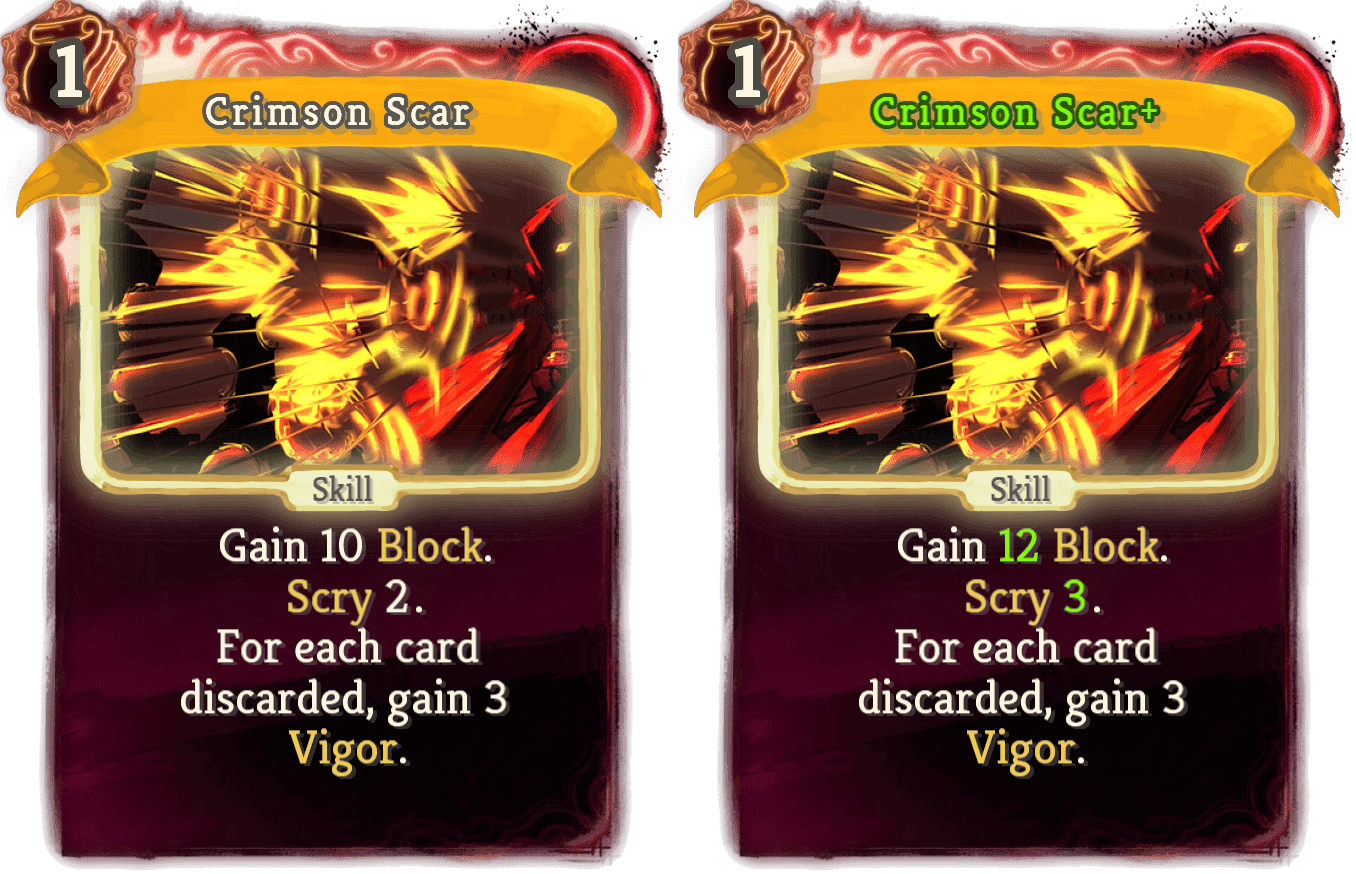 1
Crimson Scar
Skill
Gain 10 Block.
Scry 2.
For each card
discarded, gain 3
Vigor.
1
Crimson Scar+
Skill
Gain 12 Block.
Scry 3.
For each card
discarded, gain 3
Vigor.